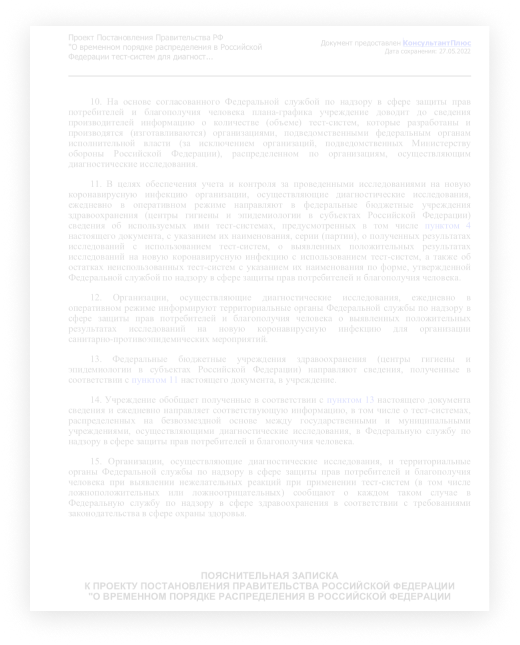 Проект Постановления Правительства РФ
"О временном порядке распределения в Российской
Федерации тест-систем для диагност...
Документ предоставлен КонсультантПлюс
Дата сохранения: 27.05.2022
10. На основе согласованного Федеральной службой по надзору в сфере защиты прав
потребителей и благополучия человека плана-графика учреждение доводит до сведения
производителей информацию о количестве (объеме) тест-систем, которые разработаны и
производятся (изготавливаются) организациями, подведомственными федеральным органам
исполнительной власти (за исключением организаций, подведомственных Министерству
обороны Российской Федерации), распределенном по организациям, осуществляющим
диагностические исследования.
11. В целях обеспечения учета и контроля за проведенными исследованиями на новую
коронавирусную инфекцию организации, осуществляющие диагностические исследования,
ежедневно в оперативном режиме направляют в федеральные бюджетные учреждения
здравоохранения (центры гигиены и эпидемиологии в субъектах Российской Федерации)
сведения об используемых ими тест-системах, предусмотренных в том числе пунктом 4
настоящего документа, с указанием их наименования, серии (партии), о полученных результатах
исследований с использованием тест-систем, о выявленных положительных результатах
исследований на новую коронавирусную инфекцию с использованием тест-систем, а также об
остатках неиспользованных тест-систем с указанием их наименования по форме, утвержденной
Федеральной службой по надзору в сфере защиты прав потребителей и благополучия человека.
12. Организации, осуществляющие диагностические исследования, ежедневно в
оперативном режиме информируют территориальные органы Федеральной службы по надзору в
сфере защиты прав потребителей и благополучия человека о выявленных положительных
результатах исследований на новую коронавирусную инфекцию для организации
санитарно-противоэпидемических мероприятий.
13. Федеральные бюджетные учреждения здравоохранения (центры гигиены и
эпидемиологии в субъектах Российской Федерации) направляют сведения, полученные в
соответствии с пунктом 11 настоящего документа, в учреждение.
14. Учреждение обобщает полученные в соответствии с пунктом 13 настоящего документа
сведения и ежедневно направляет соответствующую информацию, в том числе о тест-системах,
распределенных на безвозмездной основе между государственными и муниципальными
учреждениями, осуществляющими диагностические исследования, в Федеральную службу по
надзору в сфере защиты прав потребителей и благополучия человека.
15. Организации, осуществляющие диагностические исследования, и территориальные
органы Федеральной службы по надзору в сфере защиты прав потребителей и благополучия
человека при выявлении нежелательных реакций при применении тест-систем (в том числе
ложноположительных или ложноотрицательных) сообщают о каждом таком случае в
Федеральную службу по надзору в сфере здравоохранения в соответствии с требованиями
законодательства в сфере охраны здоровья.
ПОЯСНИТЕЛЬНАЯ ЗАПИСКА
К ПРОЕКТУ ПОСТАНОВЛЕНИЯ ПРАВИТЕЛЬСТВА РОССИЙСКОЙ ФЕДЕРАЦИИ
"О ВРЕМЕННОМ ПОРЯДКЕ РАСПРЕДЕЛЕНИЯ В РОССИЙСКОЙ ФЕДЕРАЦИИ